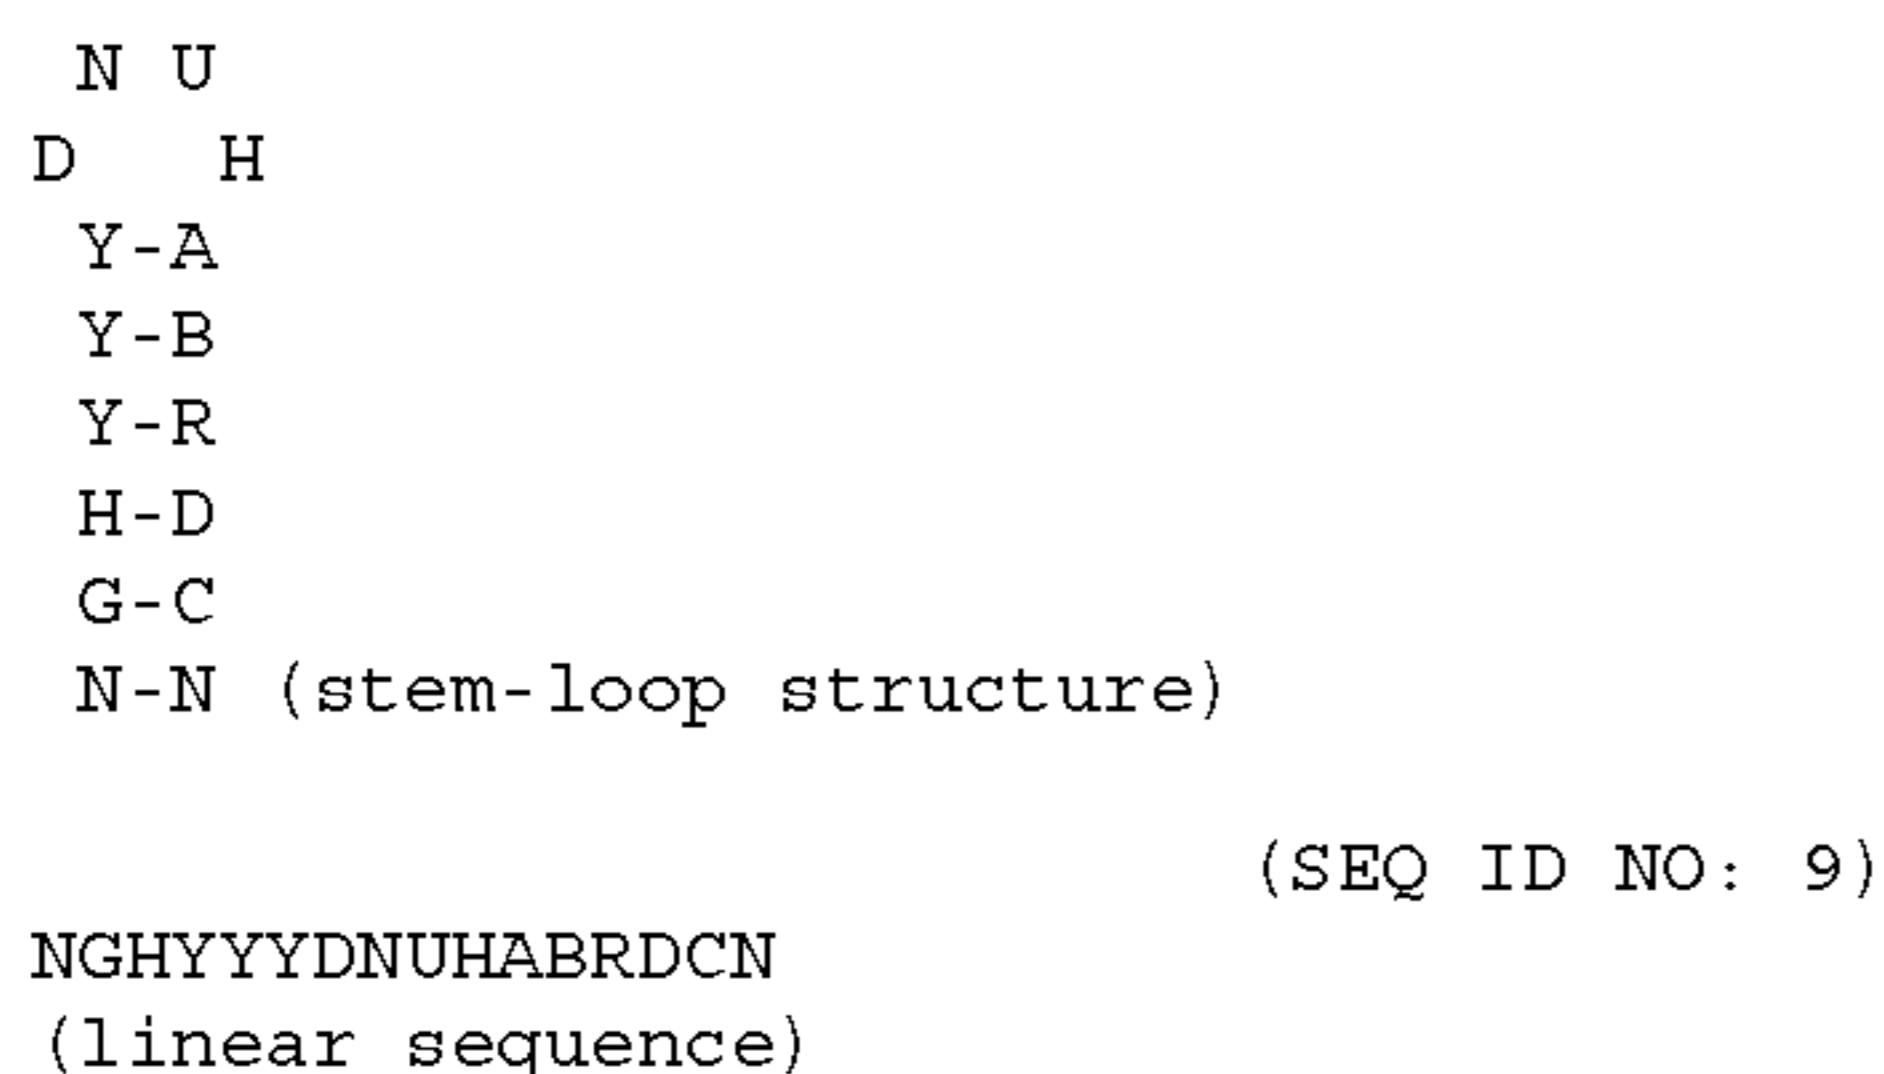 N U
D H
Y-A
Y-B
Y-R
H-D
G-C
N-N (stem-loop structure)
(SEQ ID NO: 9)
NGHYYYDNUHABRDCN
(linear sequence)